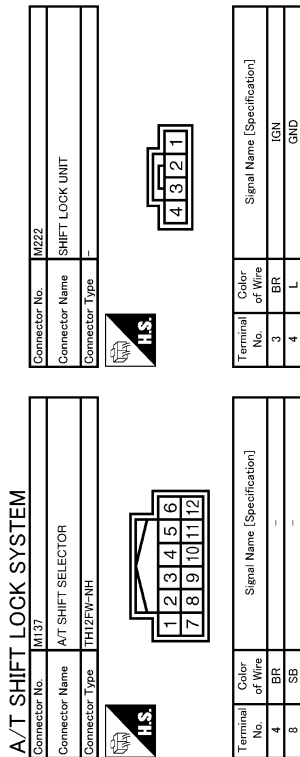 A/T SHIFT LOCK SYSTEM
Connector No. M137
Connector Name A/T SHIFT SELECTOR
Connector Type TH12FW-NH
H.S.
1 2 3 4 5 6
7 8 9 10 11 12
Terminal No. Color of Wire Signal Name [Specification]
4 BR -
8 SB -
Connector No. M222
Connector Name SHIFT LOCK UNIT
Connector Type -
H.S.
4 3 2 1
Terminal No. Color of Wire Signal Name [Specification]
3 BR IGN
4 L GND